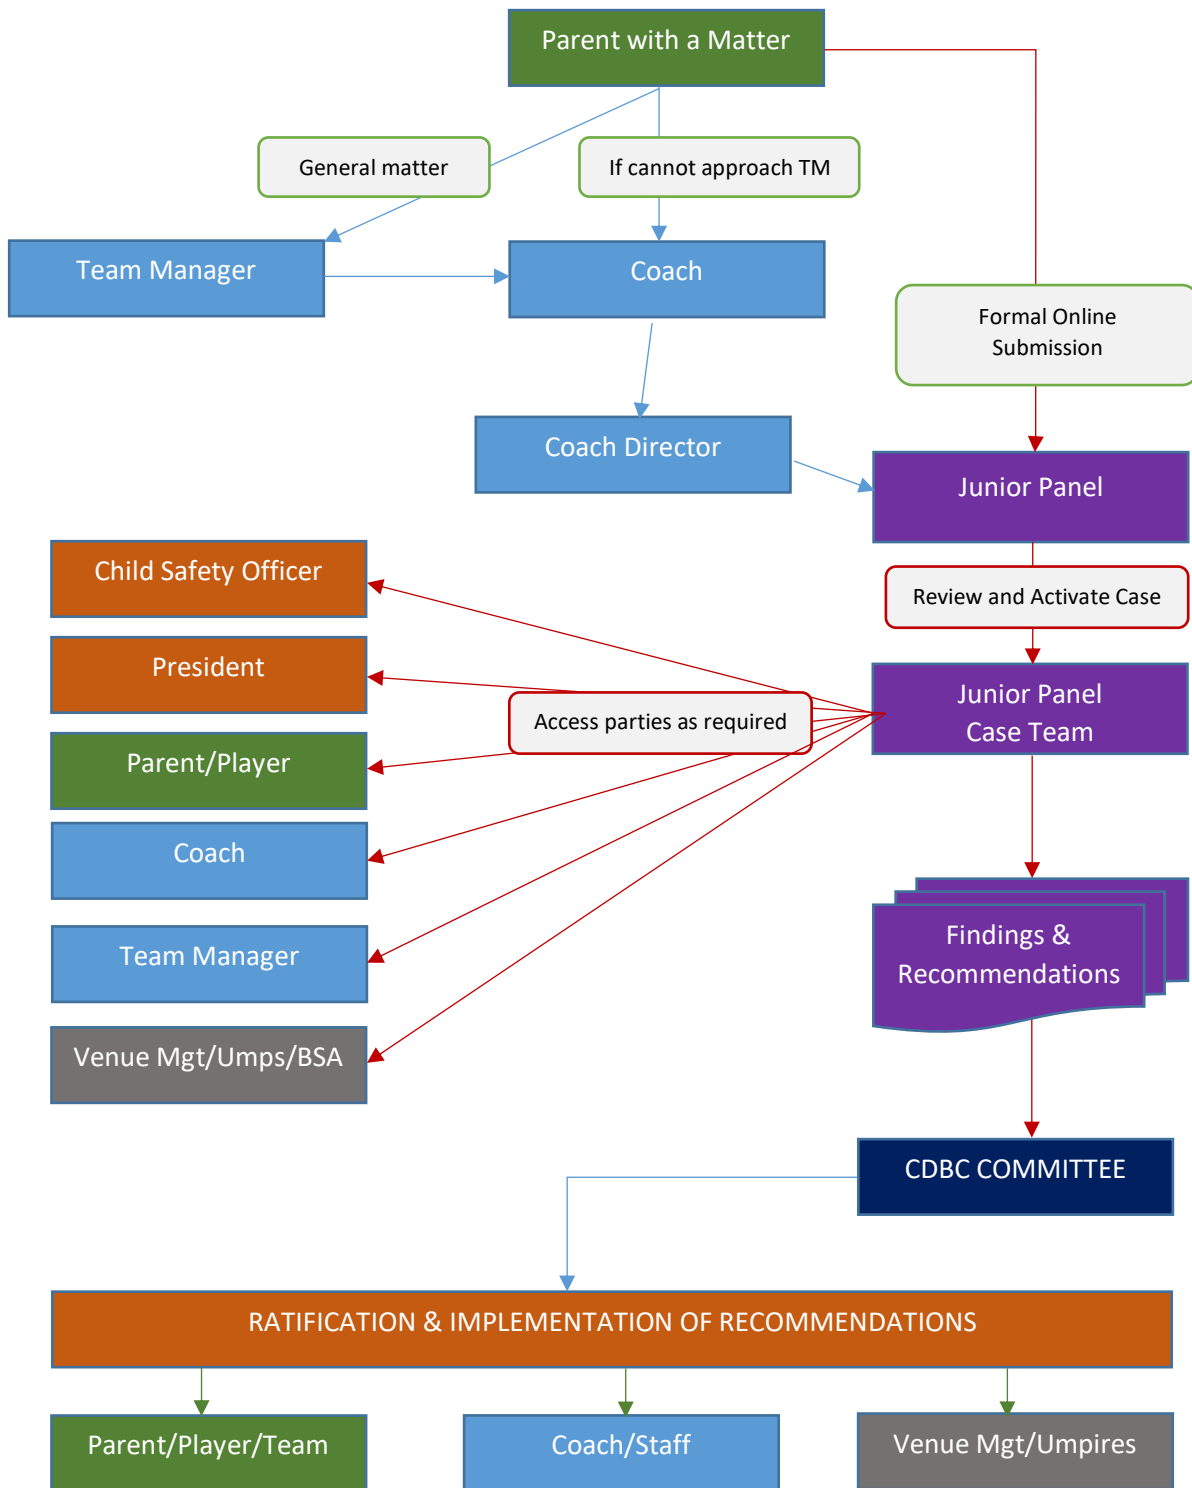 Parent with a Matter
General matter
If cannot approach TM
Team Manager
Coach
Formal Online
Submission
Coach Director
Junior Panel
Child Safety Officer
Review and Activate Case
President
Junior Panel
Case Team
Access parties as required
Parent/Player
Coach
Team Manager
Findings &
Recommendations
Venue Mgt/Umps/BSA
CDBC COMMITTEE
RATIFICATION & IMPLEMENTATION OF RECOMMENDATIONS
Parent/Player/Team
Coach/Staff
Venue Mgt/Umpires